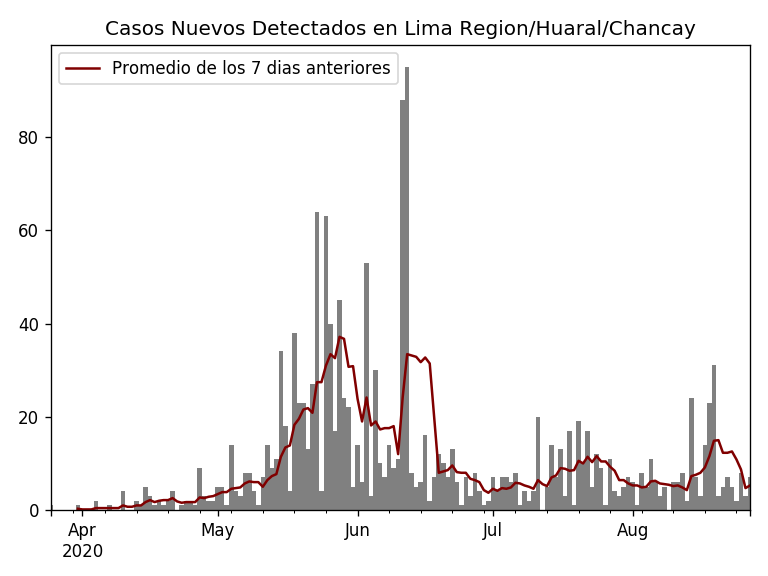 Casos Nuevos Detectados en Lima Region/Huaral/Chancay
Promedio de los 7 dias anteriores
80
60
40
20
0
Apr May Jun Jul Aug
2020